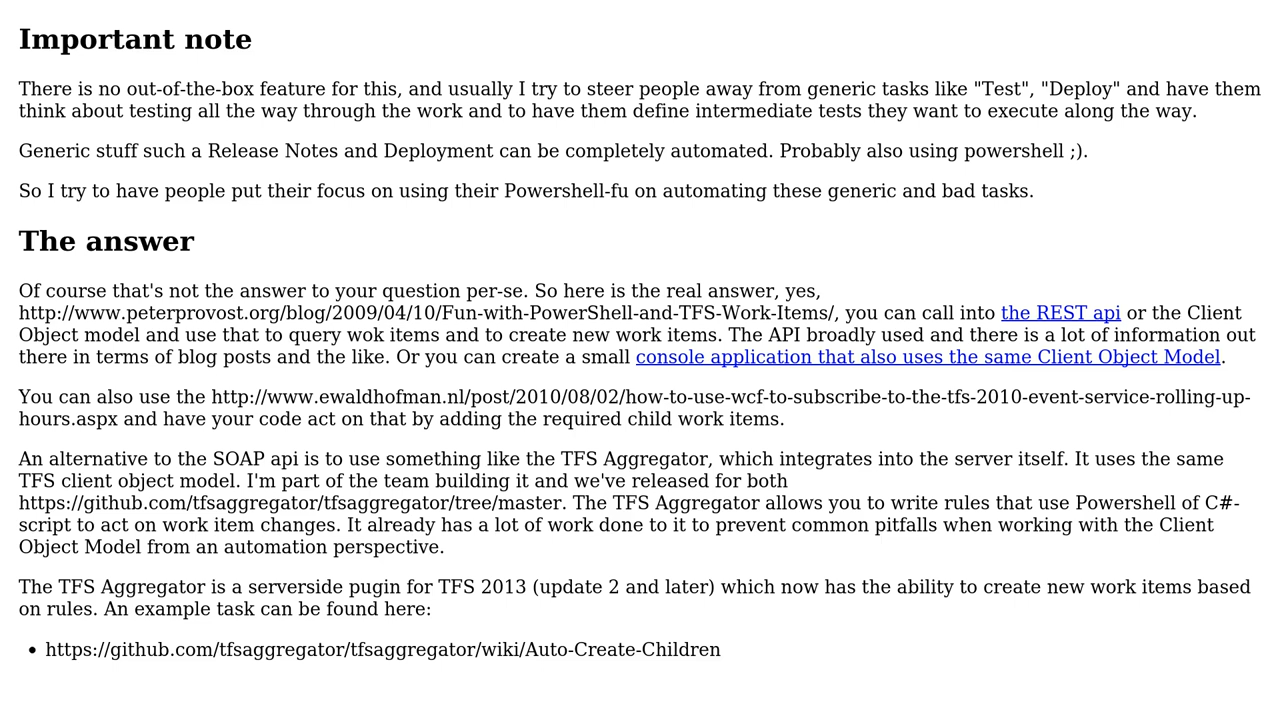 Important note
There is no out-of-the-box feature for this, and usually I try to steer people away from generic tasks like "Test", "Deploy" and have them
think about testing all the way through the work and to have them define intermediate tests they want to execute along the way.
Generic stuff such a Release Notes and Deployment can be completely automated. Probably also using powershell ;).
So I try to have people put their focus on using their Powershell-fu on automating these generic and bad tasks.
The answer
Of course that's not the answer to your question per-se. So here is the real answer, yes,
http://www.peterprovost.org/blog/2009/04/10/Fun-with-PowerShell-and-TFS-Work-Items/, you can call into the REST api or the Client
Object model and use that to query wok items and to create new work items. The API broadly used and there is a lot of information out
there in terms of blog posts and the like. Or you can create a small console application that also uses the same Client Object Model.
You can also use the http://www.ewaldhofman.nl/post/2010/08/02/how-to-use-wcf-to-subscribe-to-the-tfs-2010-event-service-rolling-up-
hours.aspx and have your code act on that by adding the required child work items.
An alternative to the SOAP api is to use something like the TFS Aggregator, which integrates into the server itself. It uses the same
TFS client object model. I'm part of the team building it and we've released for both
https://github.com/tfsaggregator/tfsaggregator/tree/master. The TFS Aggregator allows you to write rules that use Powershell of C#-
script to act on work item changes. It already has a lot of work done to it to prevent common pitfalls when working with the Client
Object Model from an automation perspective.
The TFS Aggregator is a serverside pugin for TFS 2013 (update 2 and later) which now has the ability to create new work items based
on rules. An example task can be found here:
• https://github.com/tfsaggregator/tfsaggregator/wiki/Auto-Create-Children